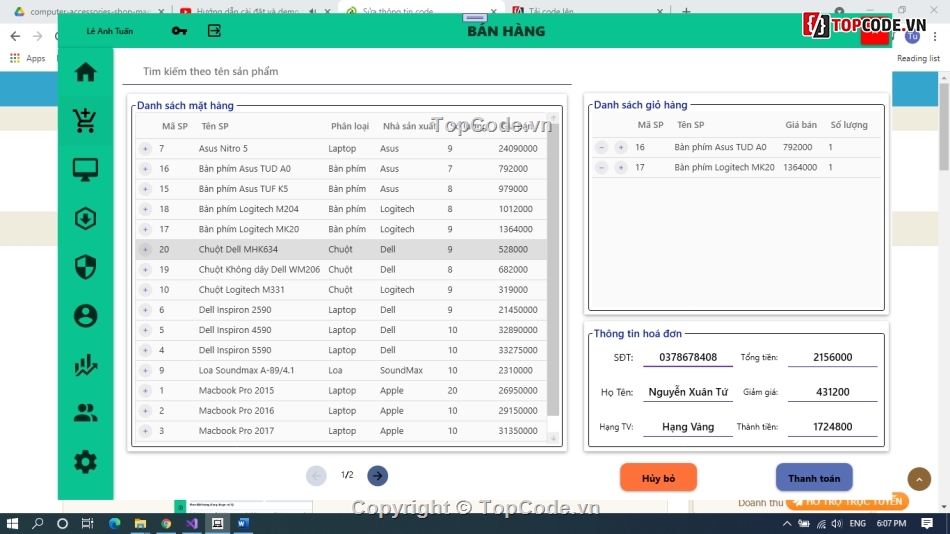 computer-accessories-shop-ma
Hướng dẫn cài đặt và dem
Sửa thông tin code
Tải code lên
TOPCODE.VN
Apps
Reading list
Lê Anh Tuấn
BÁN HÀNG
Tìm kiếm theo tên sản phẩm
Danh sách mặt hàng
Mã SP Tên SP Phân loại Nhà sản xuất
TopCode.vn
+ 7 Asus Nitro 5 Laptop Asus 9 24090000
+ 16 Bàn phím Asus TUD A0 Bàn phím Asus 7 792000
+ 15 Bàn phím Asus TUF K5 Bàn phím Asus 8 979000
+ 18 Bàn phím Logitech M204 Bàn phím Logitech 8 1012000
+ 17 Bàn phím Logitech MK20 Bàn phím Logitech 9 1364000
+ 20 Chuột Dell MHK634 Chuột Dell 9 528000
+ 19 Chuột Không dây Dell WM206 Chuột Dell 8 682000
+ 10 Chuột Logitech M331 Chuột Logitech 9 319000
+ 6 Dell Inspiron 2590 Laptop Dell 9 21450000
+ 5 Dell Inspiron 4590 Laptop Dell 10 32890000
+ 4 Dell Inspiron 5590 Laptop Dell 10 33275000
+ 9 Loa Soundmax A-89/4.1 Loa SoundMax 10 2310000
+ 1 Macbook Pro 2015 Laptop Apple 20 26950000
+ 2 Macbook Pro 2016 Laptop Apple 10 29150000
+ 3 Macbook Pro 2017 Laptop Apple 10 31350000
1/2
Danh sách giỏ hàng
Mã SP Tên SP Giá bán Số lượng
- + 16 Bàn phím Asus TUD A0 792000 1
- + 17 Bàn phím Logitech MK20 1364000 1
Thông tin hoá đơn
SĐT: 0378678408 Tổng tiền: 2156000
Họ Tên: Nguyễn Xuân Tứ Giảm giá: 431200
Hạng TV: Hạng Vàng Thành tiền: 1724800
Hủy bỏ
Thanh toán
Doanh thu
HỖ TRỢ TRỰC TUYẾN
Copyright © TopCode.vn
ENG 6:07 PM